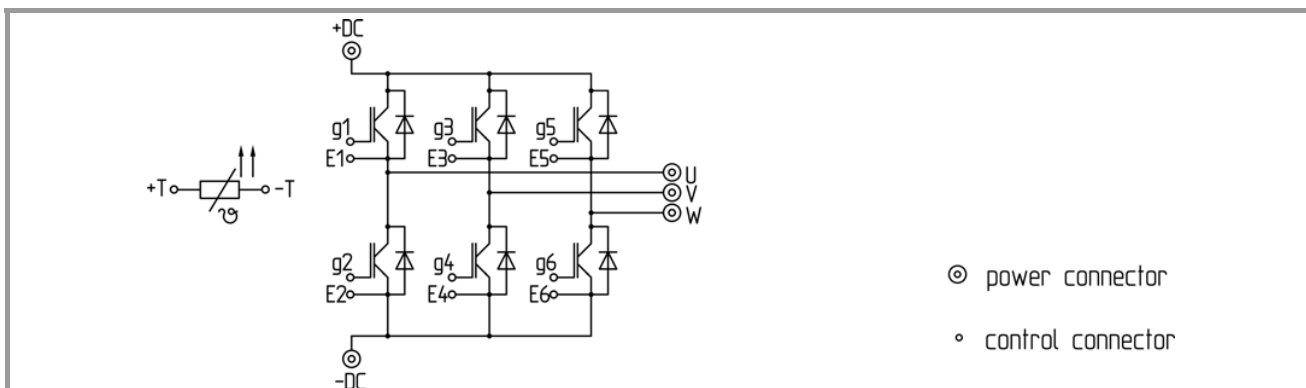 +DC
g1 g3 g5
E1 E3 E5
U
+T -T
V
ϑ
W
g2 g4 g6
E2 E4 E6
power connector
control connector
-DC